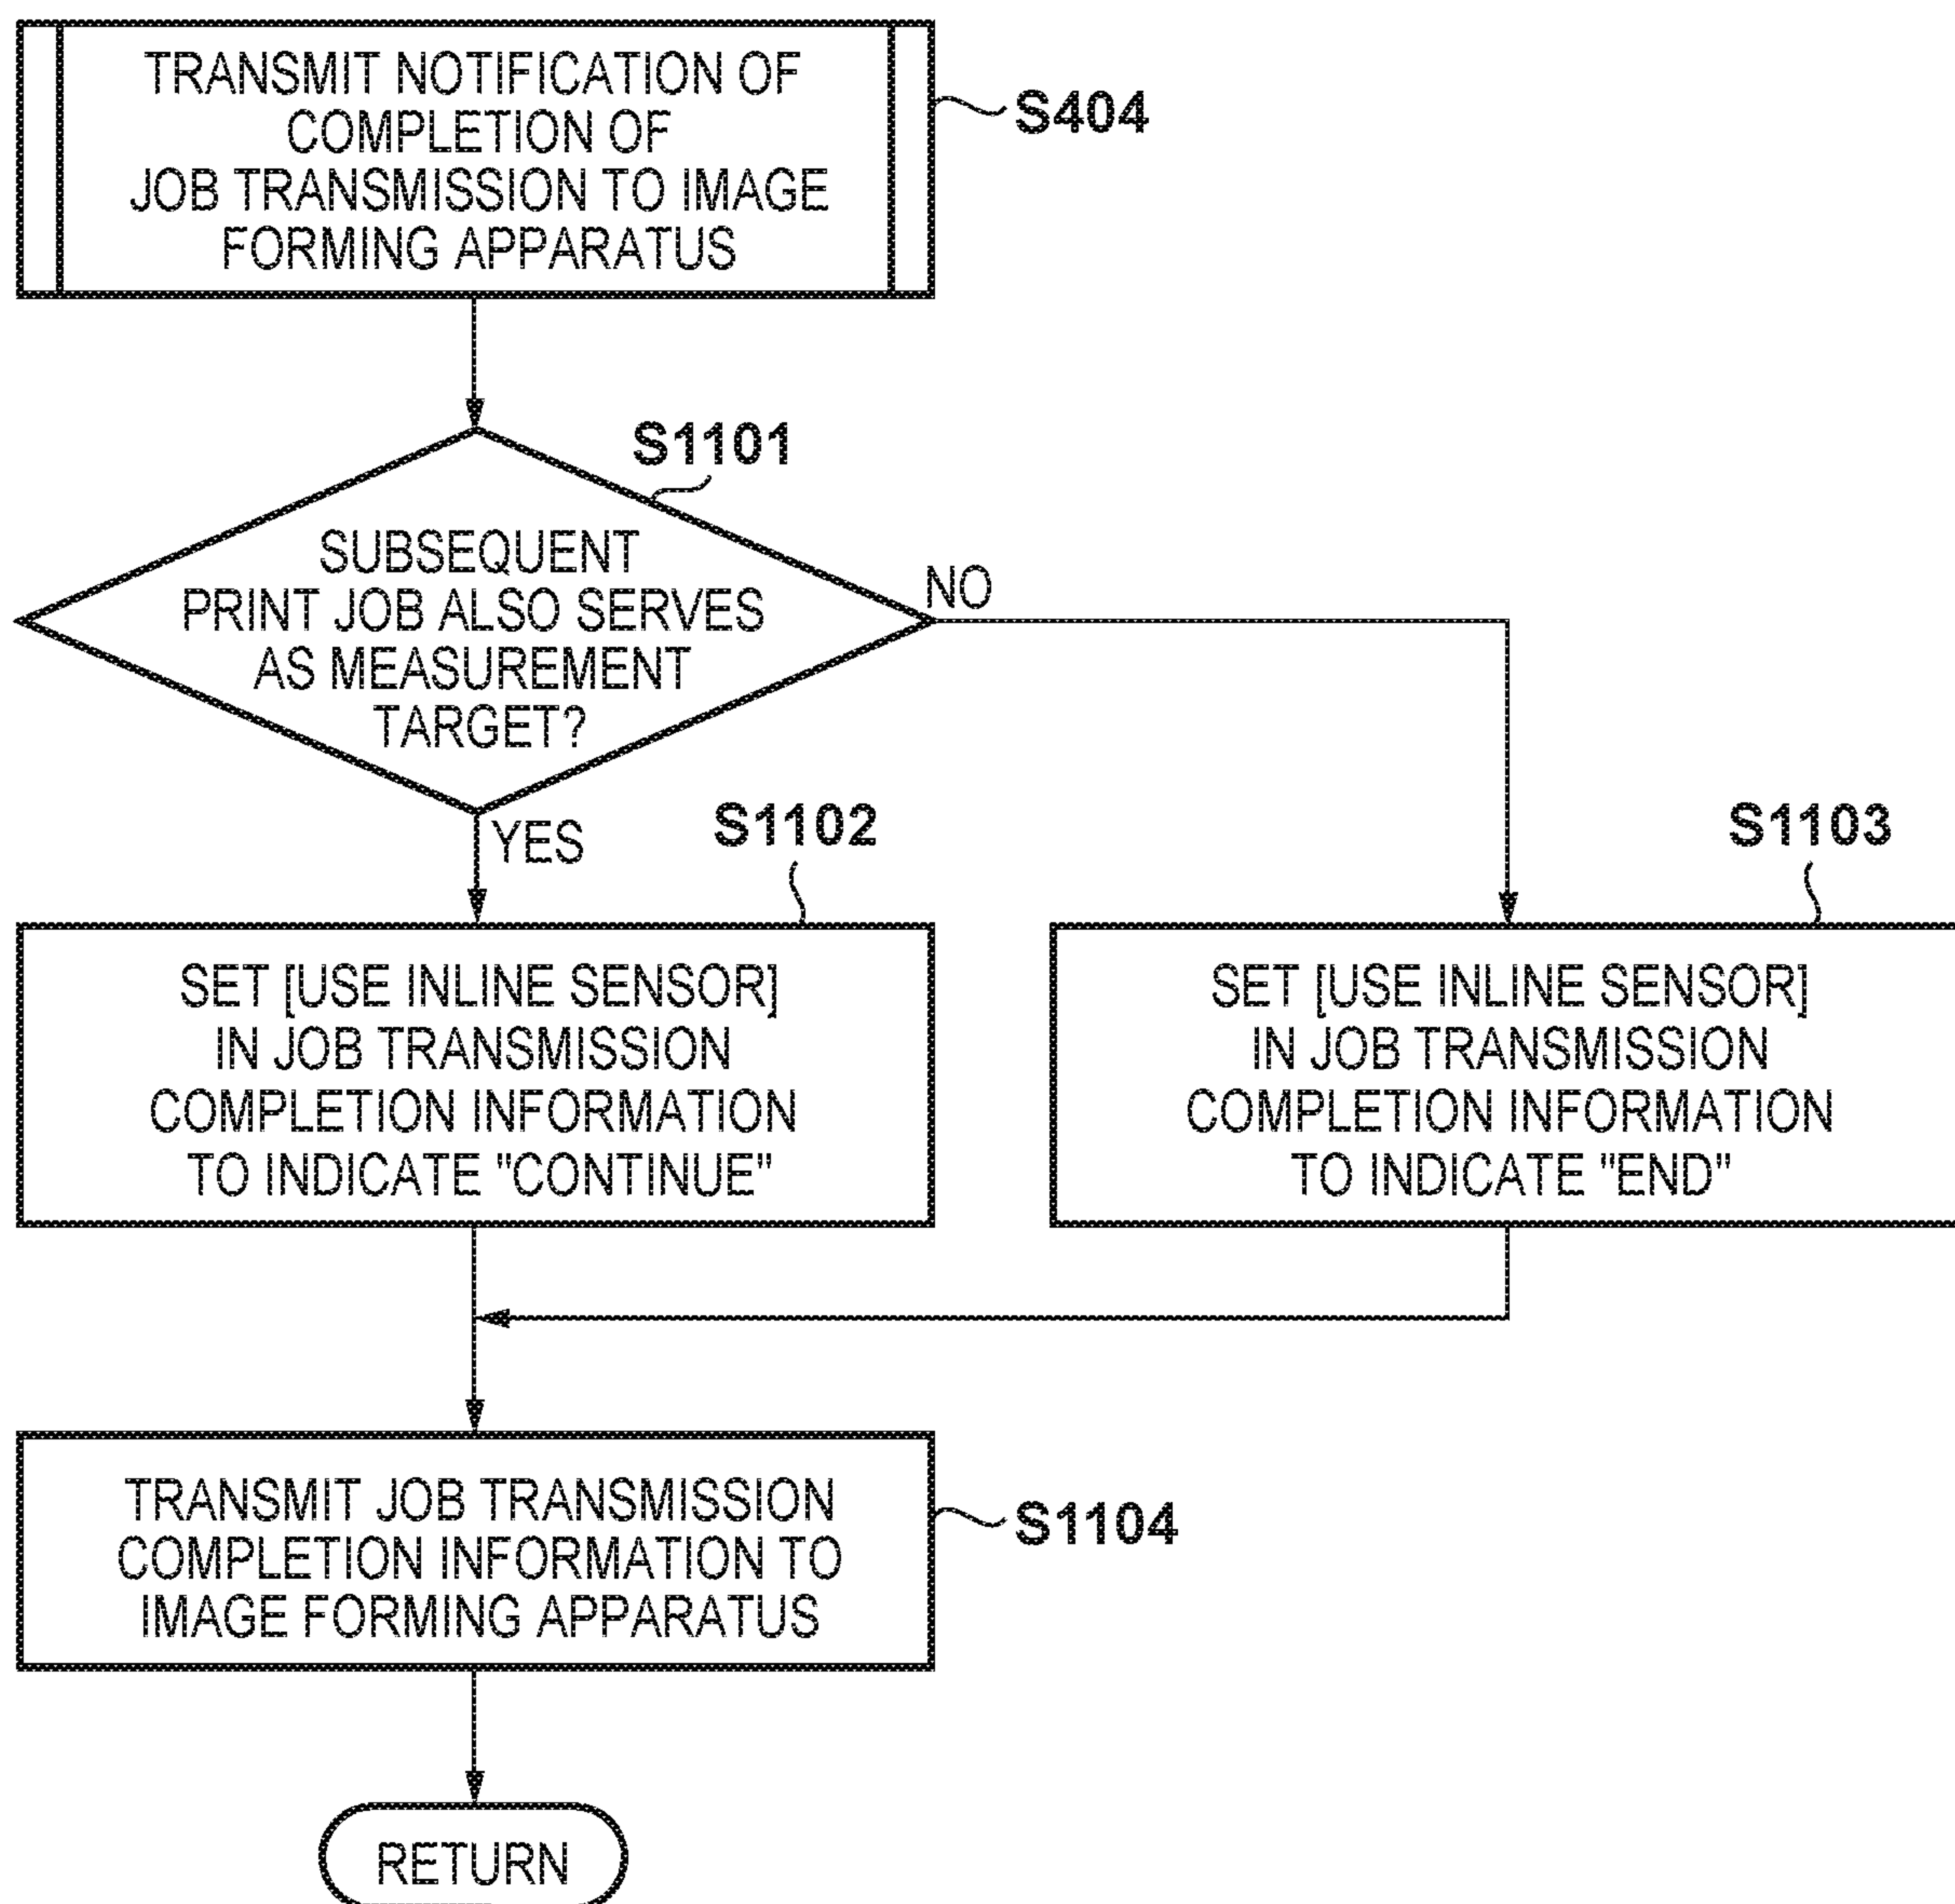 TRANSMIT NOTIFICATION OF
COMPLETION OF
JOB TRANSMISSION TO IMAGE
FORMING APPARATUS
S404
S1101
SUBSEQUENT
PRINT JOB ALSO SERVES
AS MEASUREMENT
TARGET?
NO
YES
S1102
SET [USE INLINE SENSOR]
IN JOB TRANSMISSION
COMPLETION INFORMATION
TO INDICATE "CONTINUE"
S1103
SET [USE INLINE SENSOR]
IN JOB TRANSMISSION
COMPLETION INFORMATION
TO INDICATE "END"
TRANSMIT JOB TRANSMISSION
COMPLETION INFORMATION TO
IMAGE FORMING APPARATUS
S1104
RETURN